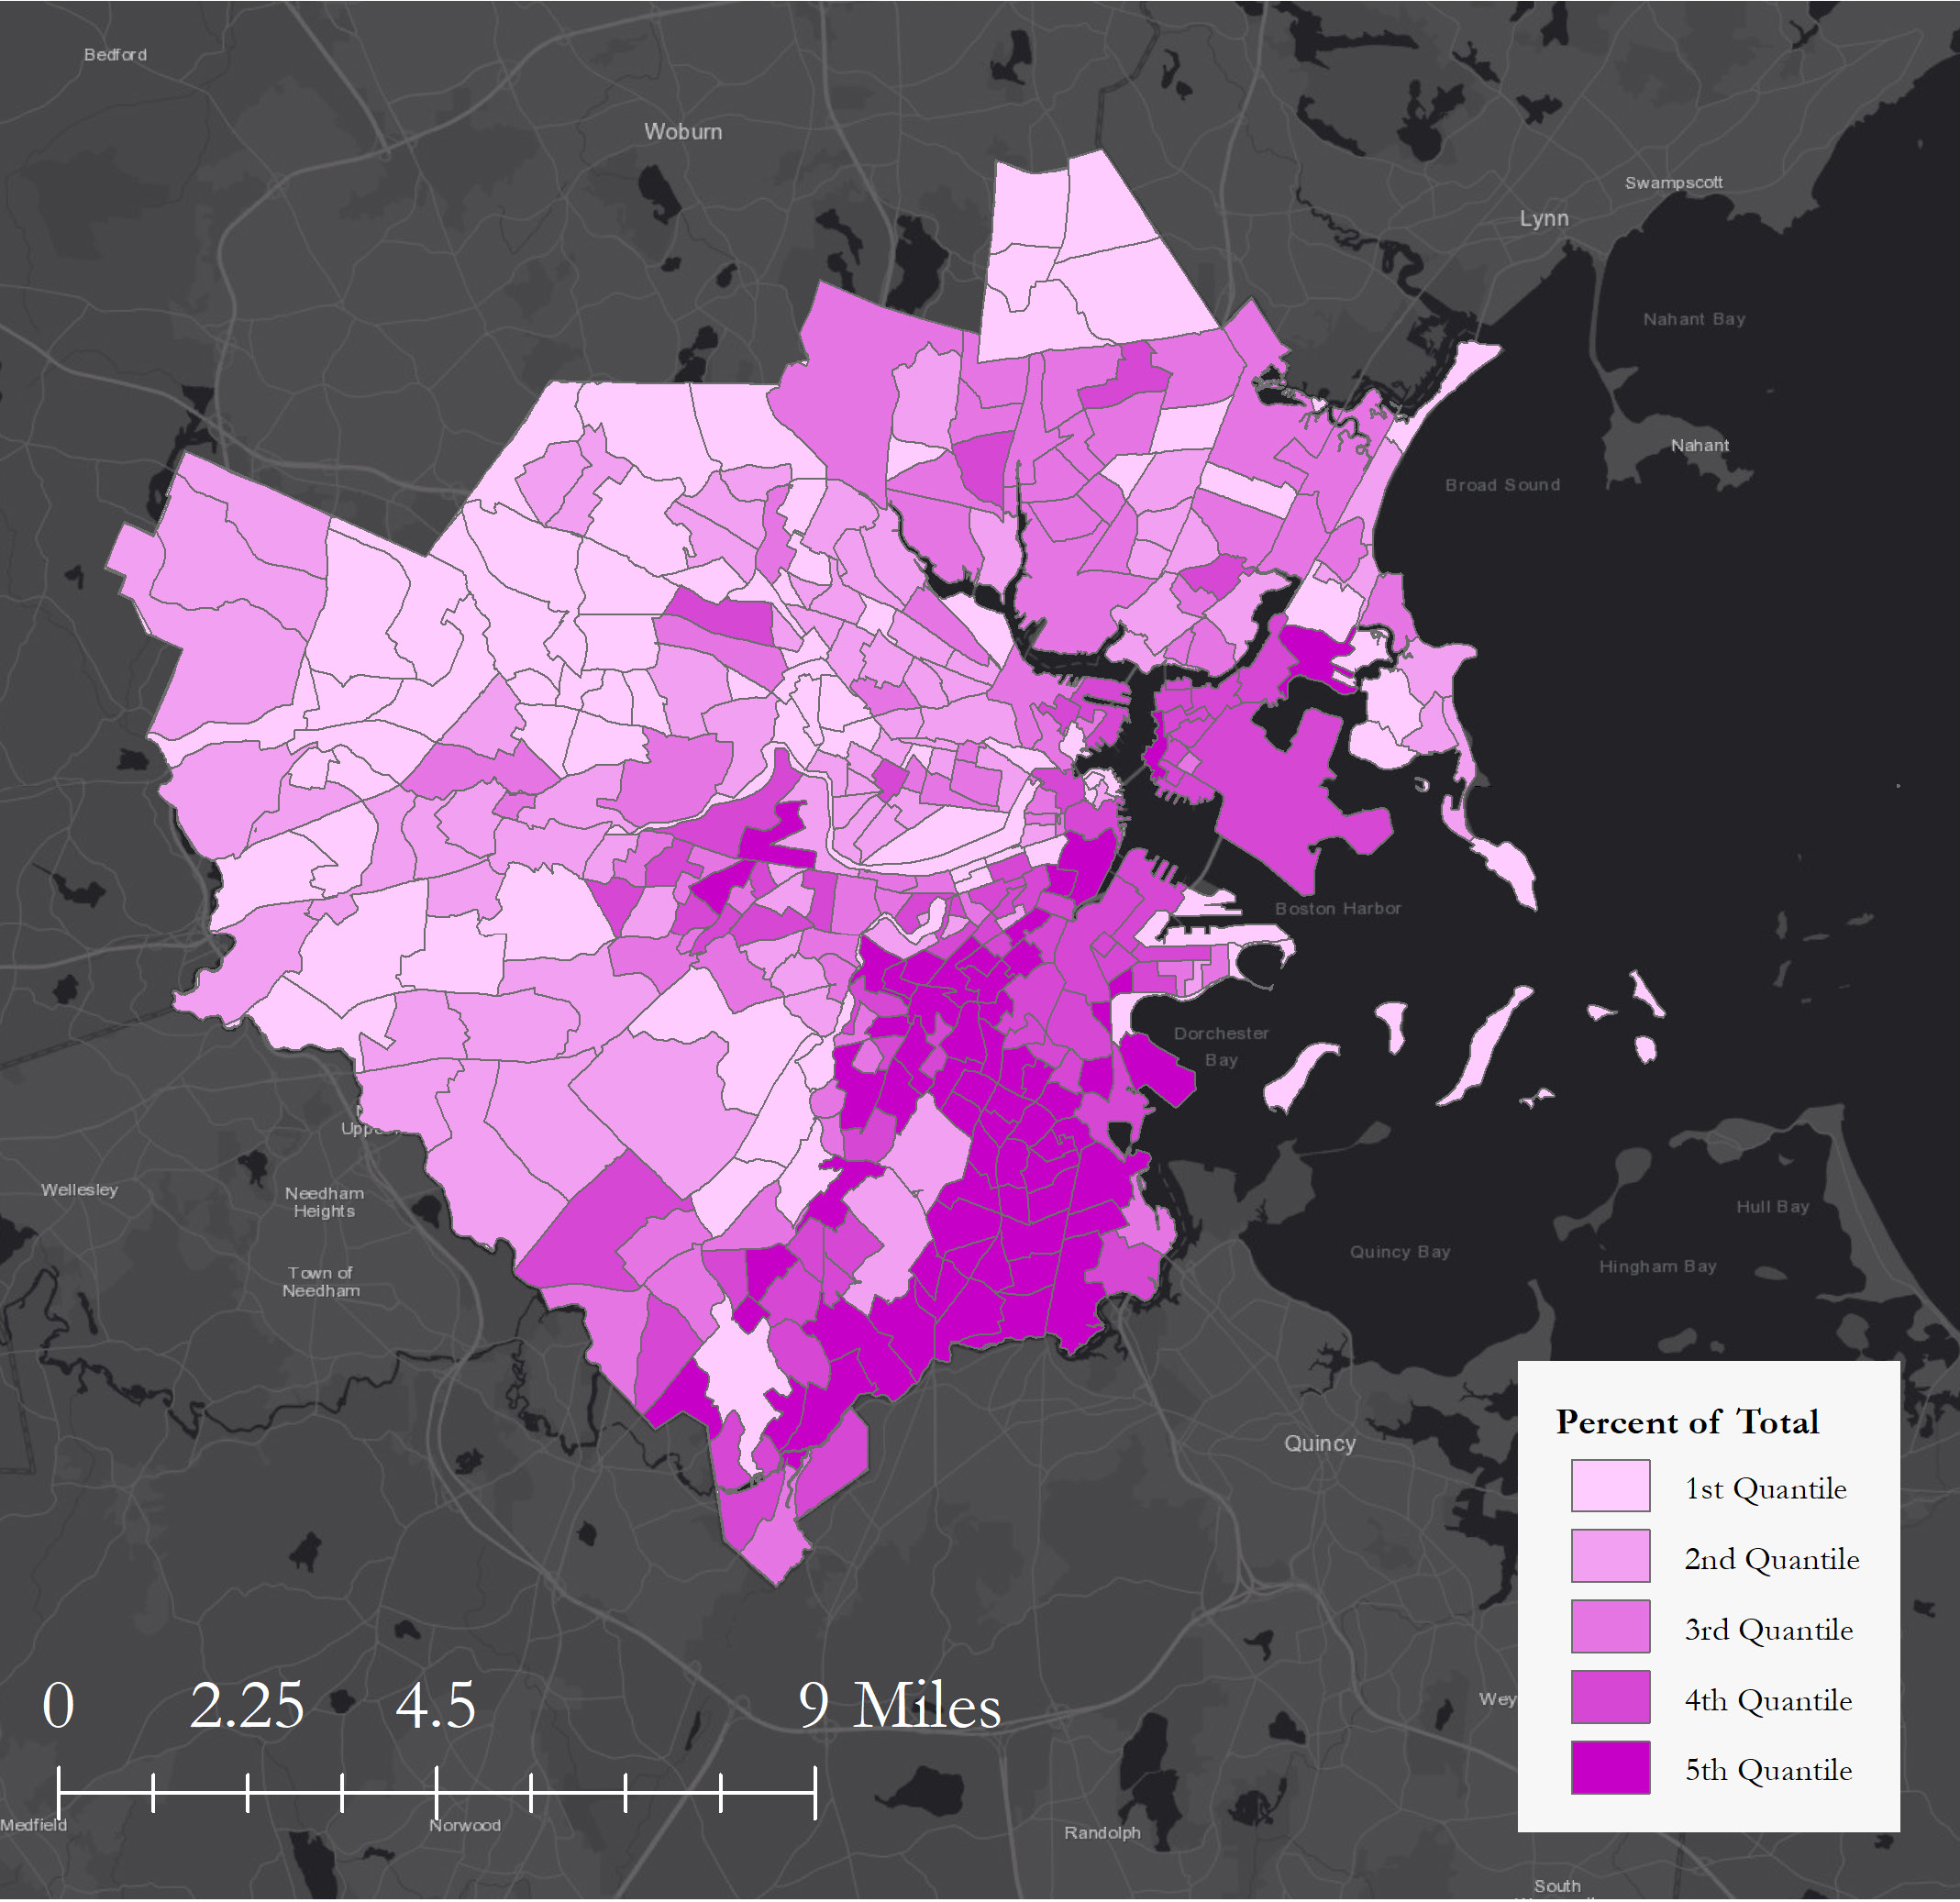 Bedford
Woburn
Swampscott
Lynn
Nahant Bay
Nahant
Broad Sound
Boston Harbor
Dorchester
Bay
Wellesley
Needham
Heights
Town of
Needham
Hull Bay
Quincy Bay
Hingham Bay
Quincy
Percent of Total
1st Quantile
2nd Quantile
3rd Quantile
4th Quantile
5th Quantile
0 2.25 4.5 9 Miles
Wey
Medfield
Norwood
Randolph
South